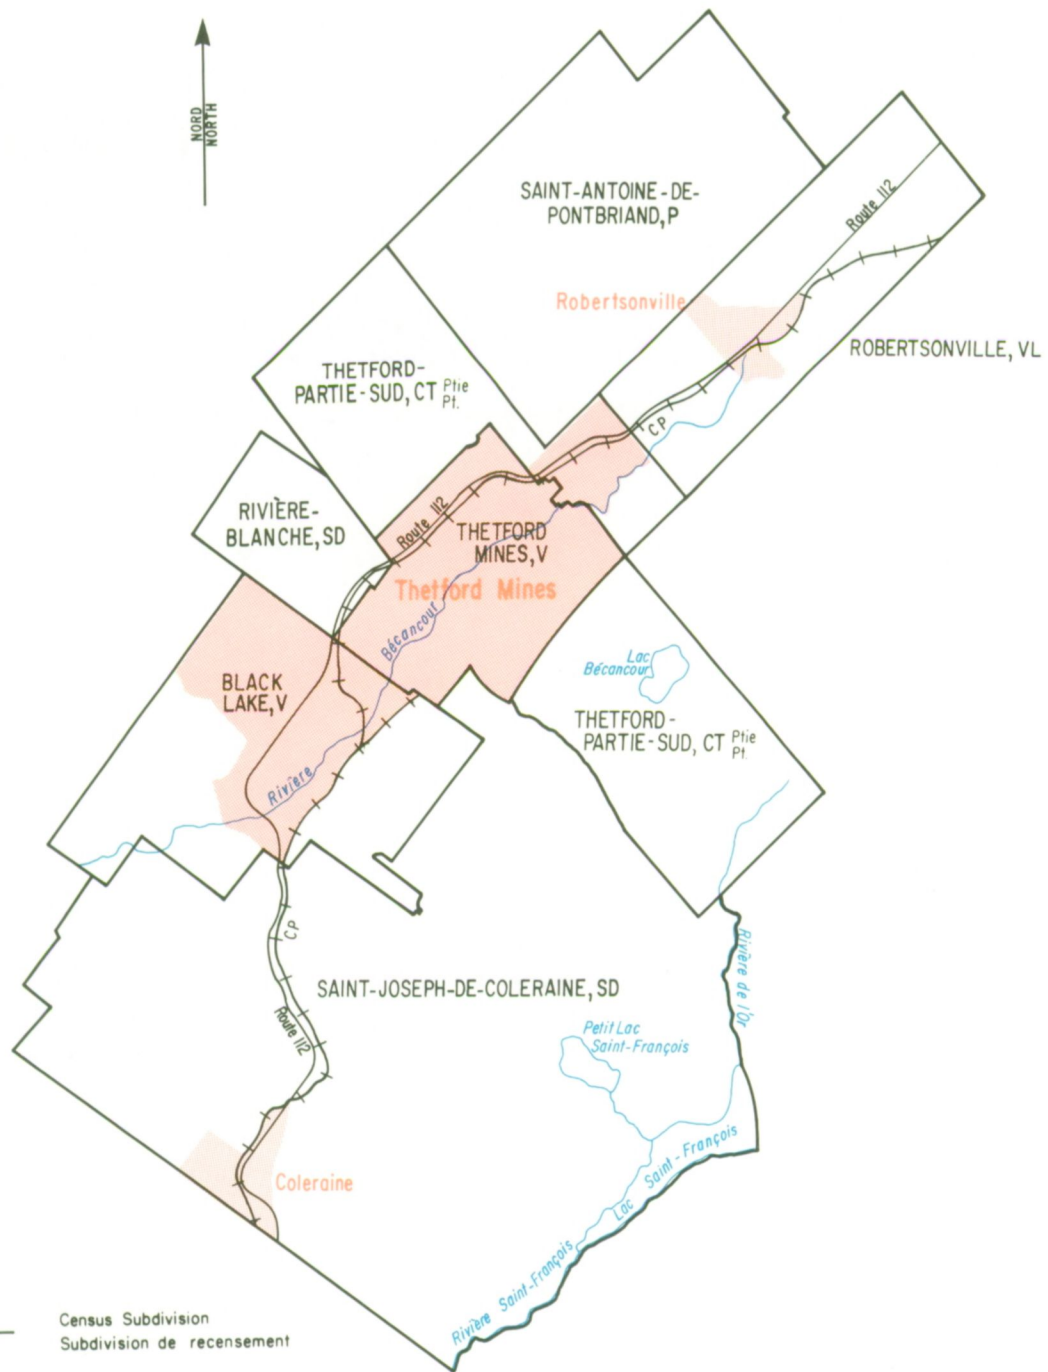 NORD
NORTH
SAINT-ANTOINE-DE-
PONTBRIAND, P
Route 112
Robertsonville
ROBERTSONVILLE, VL
THETFORD-
PARTIE-SUD, CT Ptie
Pt.
CP
RIVIÈRE-
BLANCHE, SD
Route 112
THETFORD
MINES, V
Thetford Mines
Bécancour
Lac
Bécancour
BLACK
LAKE, V
THETFORD-
PARTIE-SUD, CT Ptie
Pt.
Rivière
CP
Rivière de l'Or
SAINT-JOSEPH-DE-COLERAINE, SD
Route 112
Petit Lac
Saint-François
Coleraine
Lac Saint-François
Rivière Saint-François
Census Subdivision
Subdivision de recensement